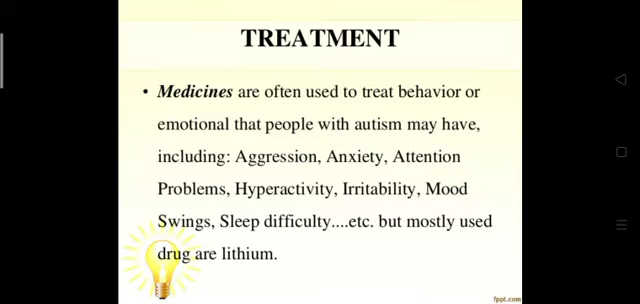 TREATMENT
• Medicines are often used to treat behavior or
emotional that people with autism may have,
including: Aggression, Anxiety, Attention
Problems, Hyperactivity, Irritability, Mood
Swings, Sleep difficulty....etc. but mostly used
drug are lithium.
fppt.com